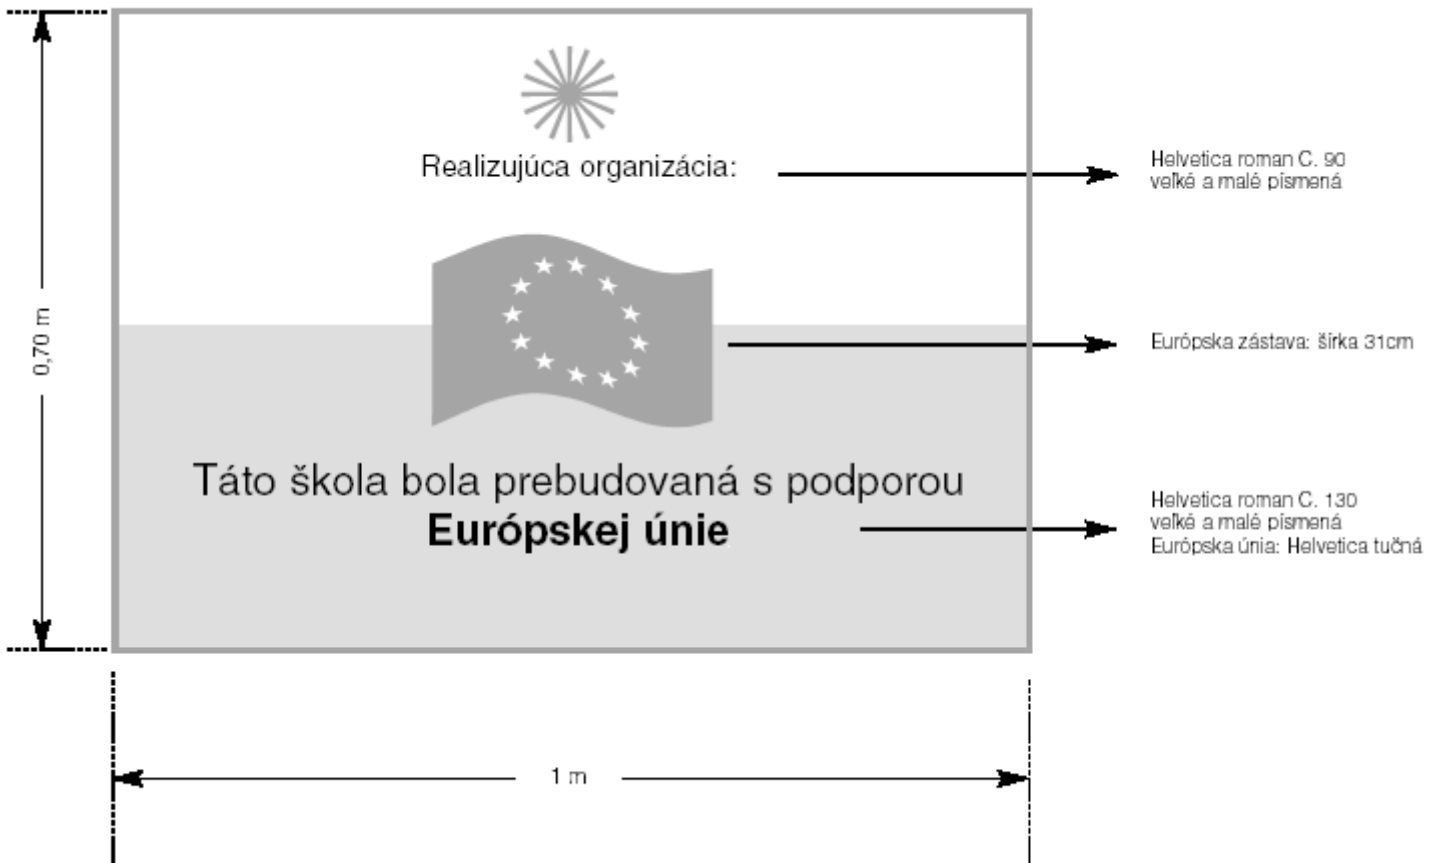 Realizujúca organizácia:
Helvetica roman C. 90
veľké a malé písmená
0,70 m
Európska zástava: šírka 31cm
Táto škola bola prebudovaná s podporou
Európskej únie
Helvetica roman C. 130
veľké a malé písmená
Európska únia: Helvetica tučná
1 m